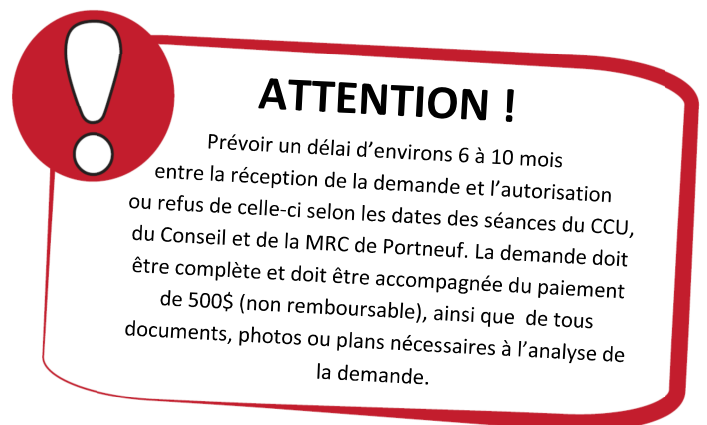 ATTENTION !
Prévoir un délai d’environs 6 à 10 mois
entre la réception de la demande et l’autorisation
ou refus de celle-ci selon les dates des séances du CCU,
du Conseil et de la MRC de Portneuf. La demande doit
être complète et doit être accompagnée du paiement
de 500$ (non remboursable), ainsi que  de tous
documents, photos ou plans nécessaires à l’analyse de
la demande.